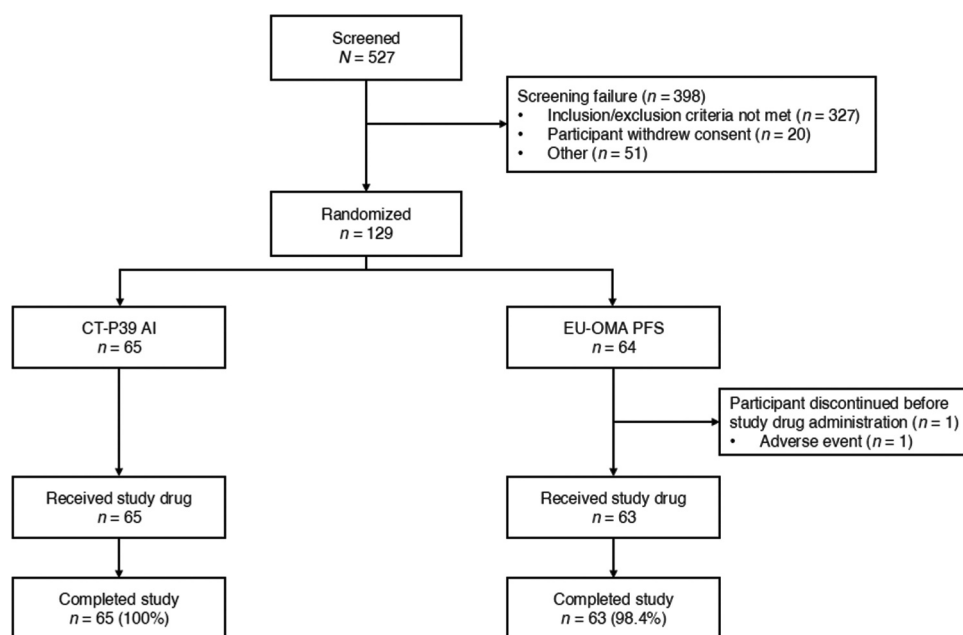 Screened
N = 527
Screening failure (n = 398)
• Inclusion/exclusion criteria not met (n = 327)
• Participant withdrew consent (n = 20)
• Other (n = 51)
Randomized
n = 129
CT-P39 AI
n = 65
EU-OMA PFS
n = 64
Participant discontinued before
study drug administration (n = 1)
• Adverse event (n = 1)
Received study drug
n = 65
Received study drug
n = 63
Completed study
n = 65 (100%)
Completed study
n = 63 (98.4%)